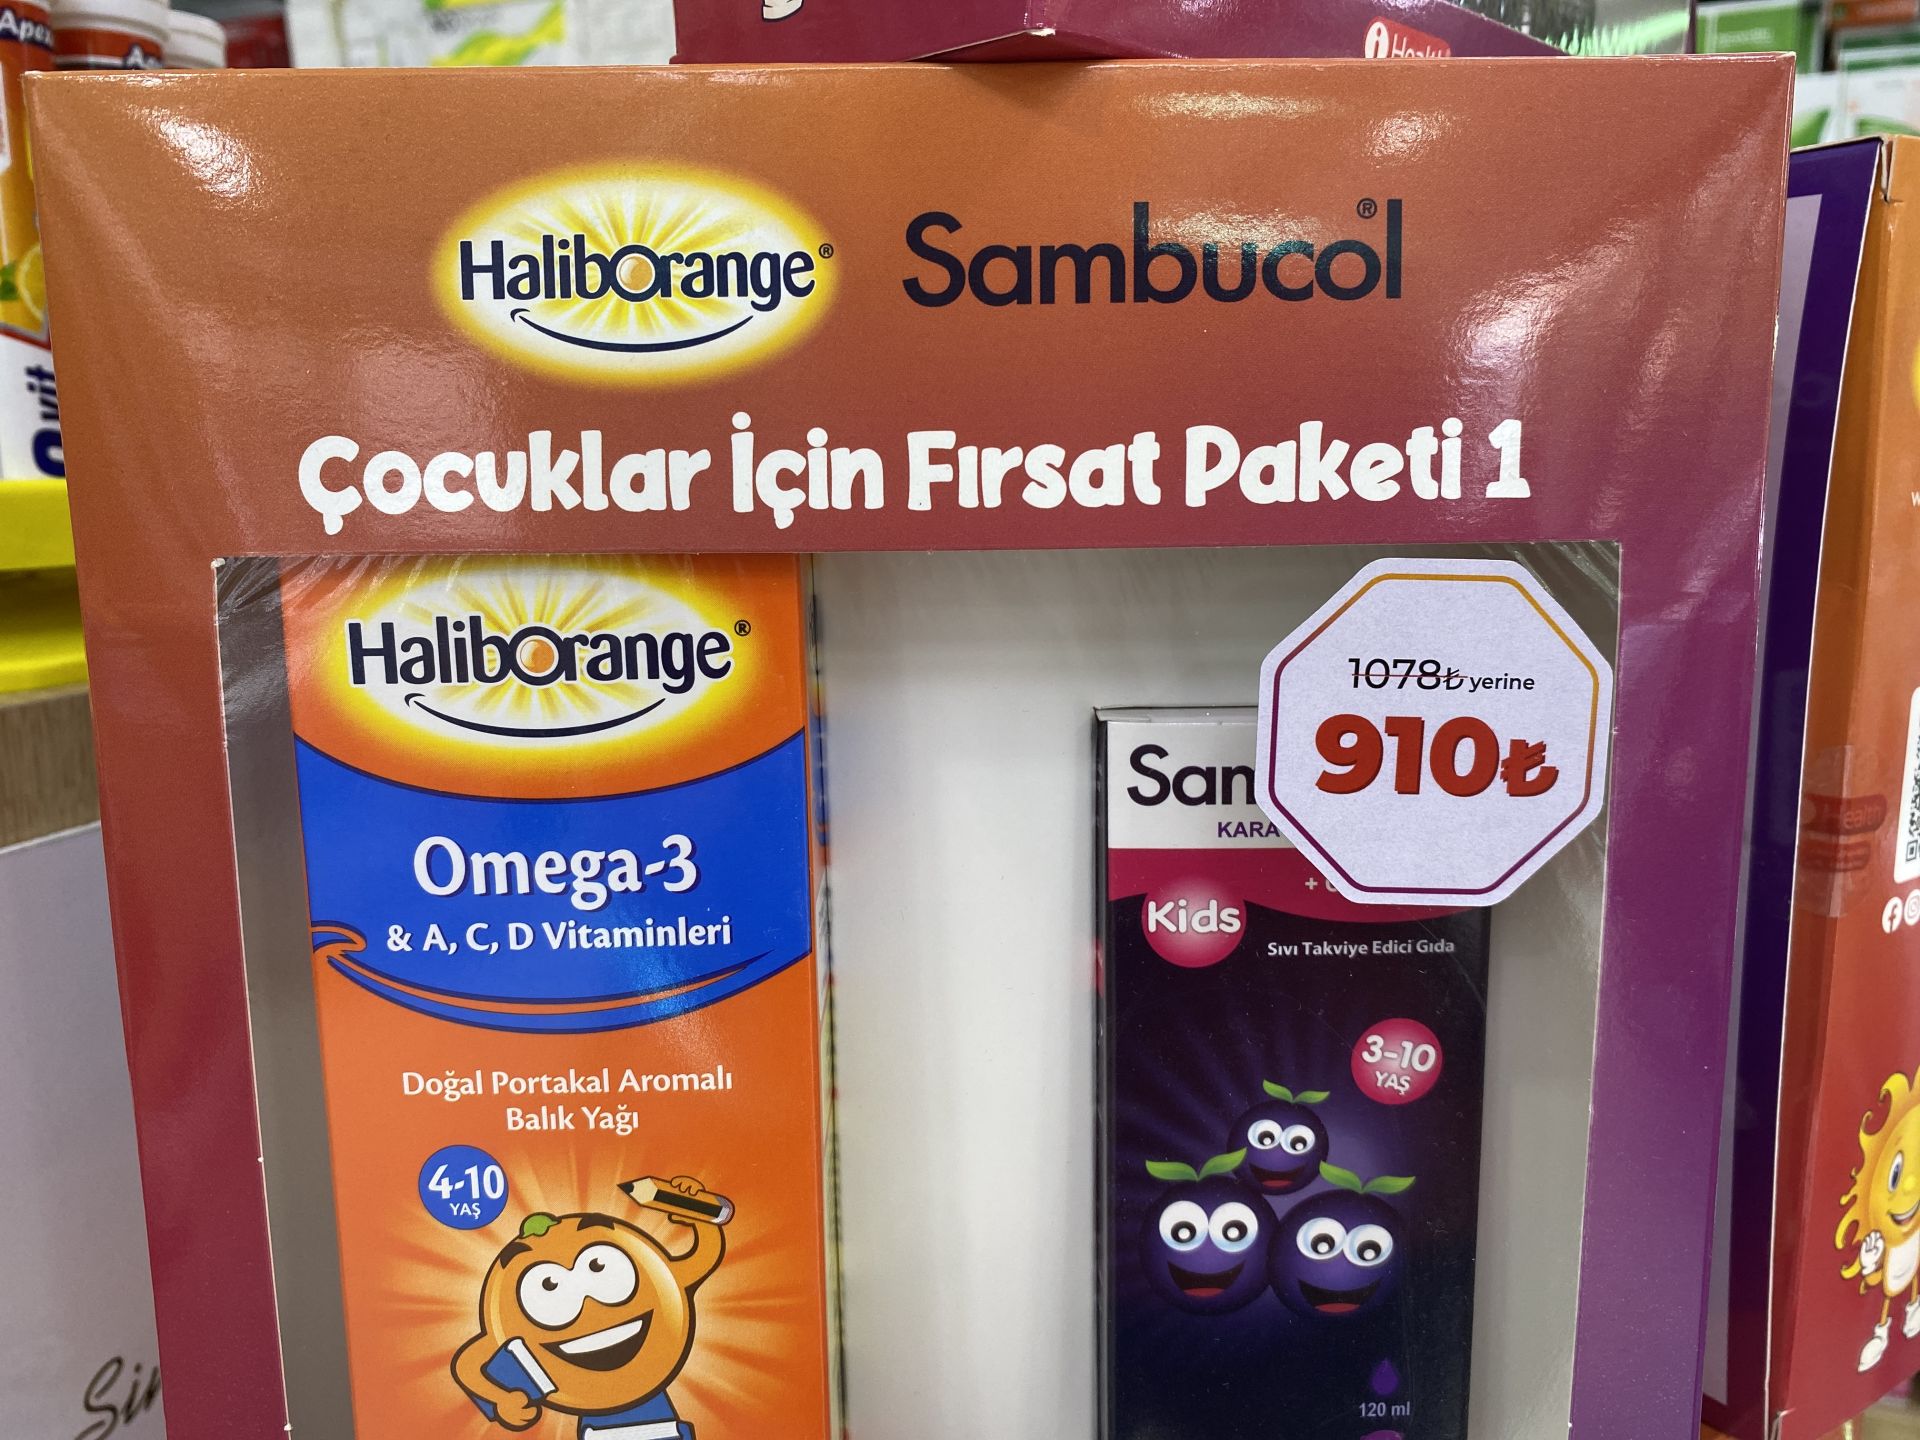 Apex
HalibOrange®
Sambucol®
Çocuklar İçin Fırsat Paketi 1
HalibOrange®
Omega-3
& A, C, D Vitaminleri
Doğal Portakal Aromalı
Balık Yağı
4-10
YAŞ
1078₺ yerine
910₺
KARA
Kids
Sıvı Takviye Edici Gıda
3-10
YAŞ
120 ml